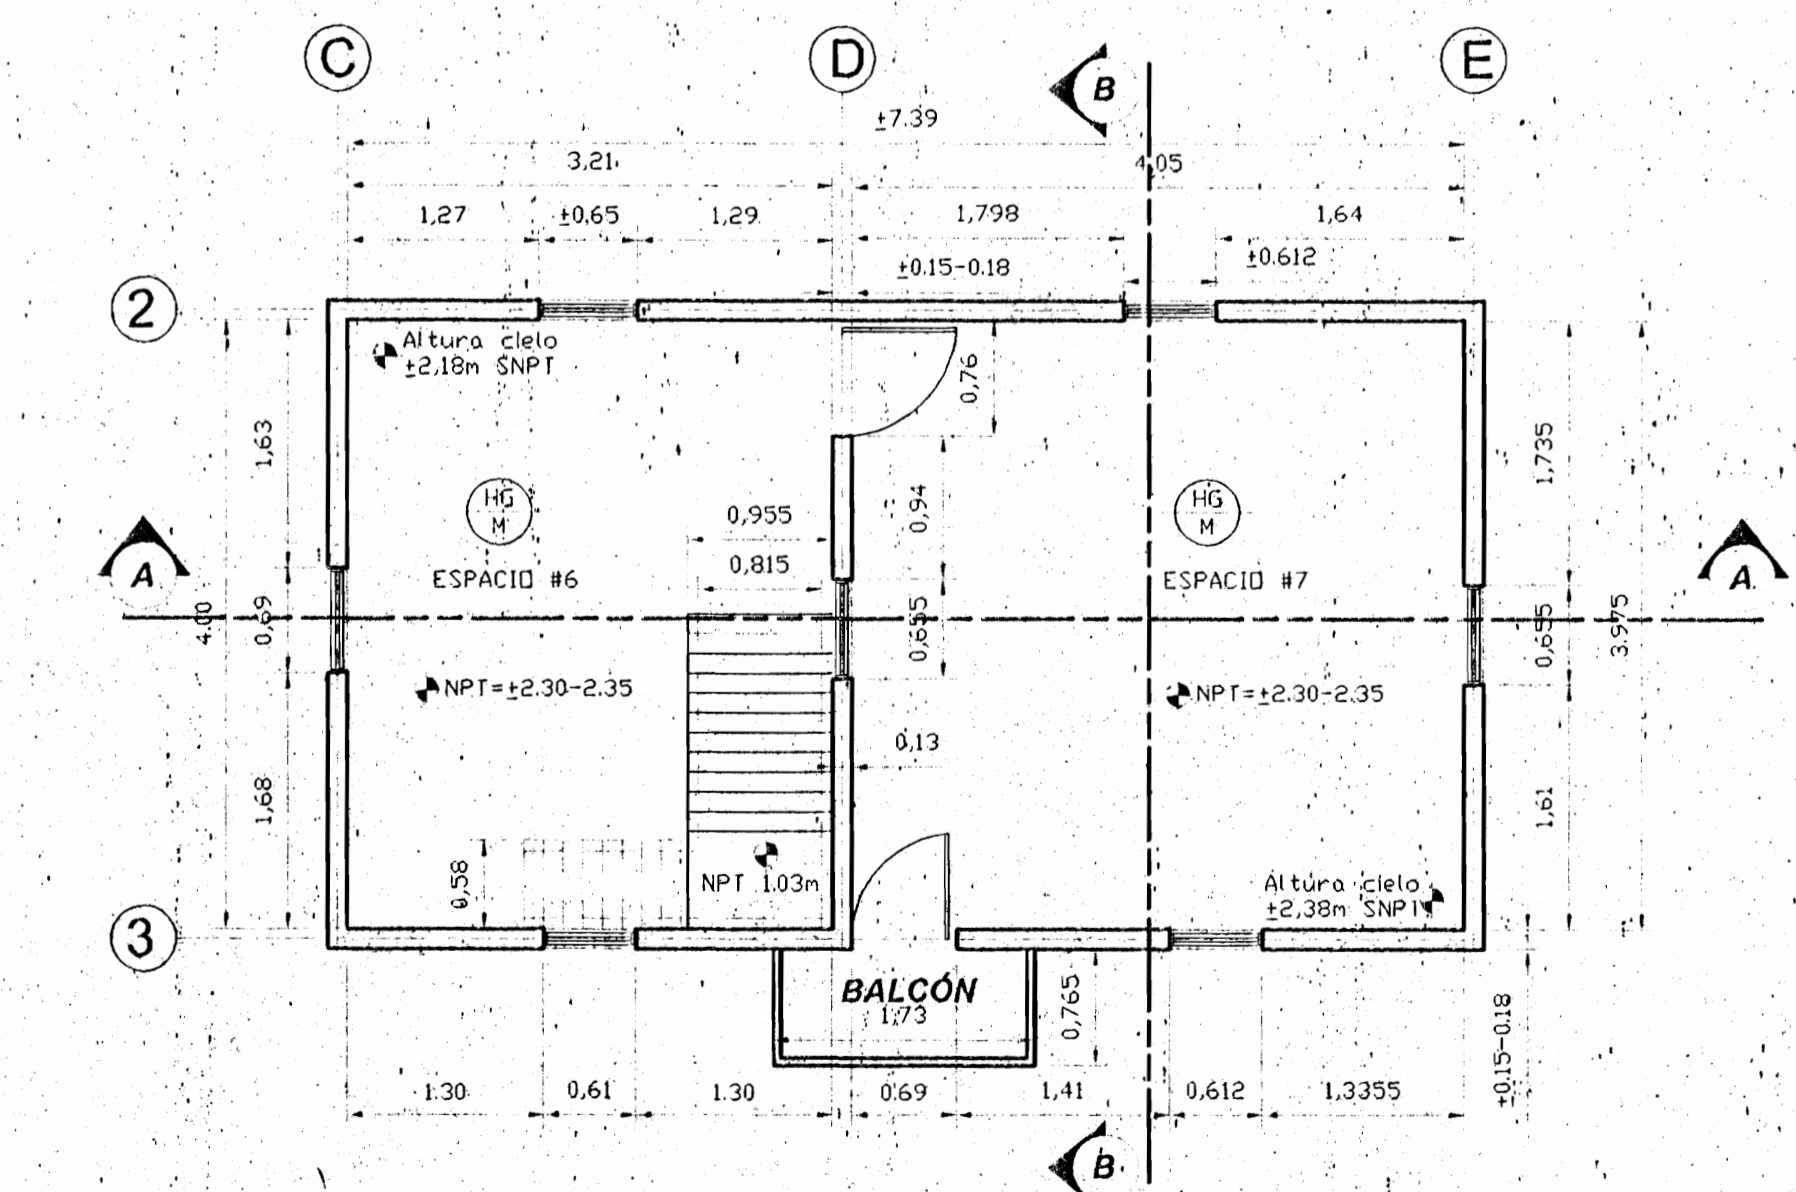 C
D
E
B
±7.39
3,21
4,05
1,27
±0.65
1,29
1,798
1,64
±0.15-0.18
±0.612
2
Altura cielo
±2,18m SNPT
0,76
1,63
1,735
HG
M
HG
M
0,955
0,94
0,815
A
ESPACIO #6
ESPACIO #7
A
4.00
0,69
0,655
0,655
3.975
NPT=±2.30-2.35
NPT=±2.30-2.35
0,13
1,68
1,61
0,58
NPT 1.03m
Altura cielo
±2,38m SNPT
3
BALCÓN
1,73
0,765
±0.15-0.18
1.30
0,61
1.30
0.69
1,41
0,612
1,3355
B